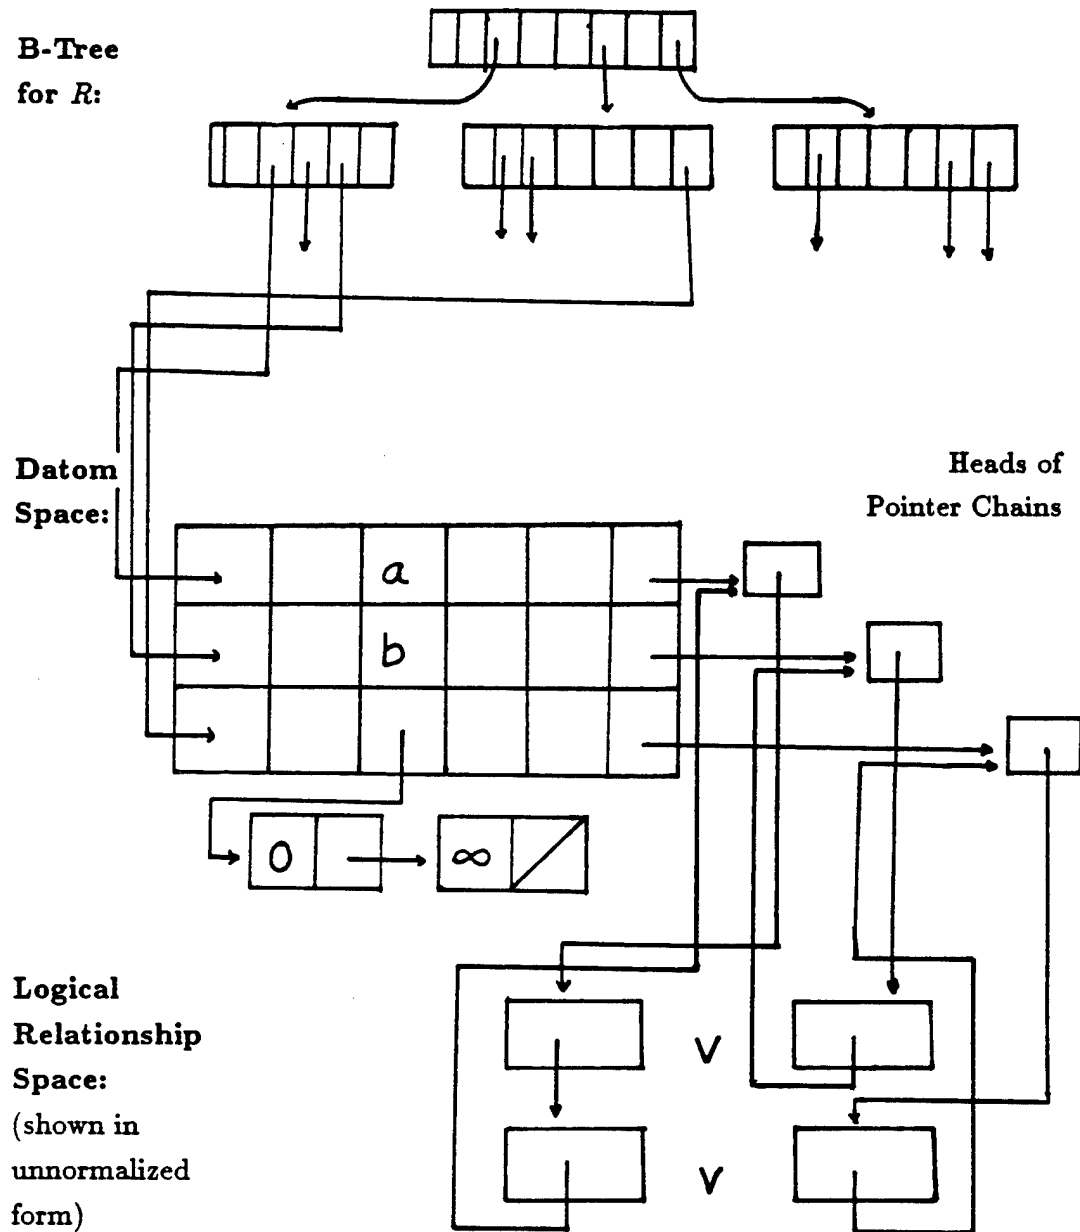 B-Tree
for R:
Datom
Space:
Heads of
Pointer Chains
a
b
0
∞
Logical
Relationship
Space:
(shown in
unnormalized
form)
V
V